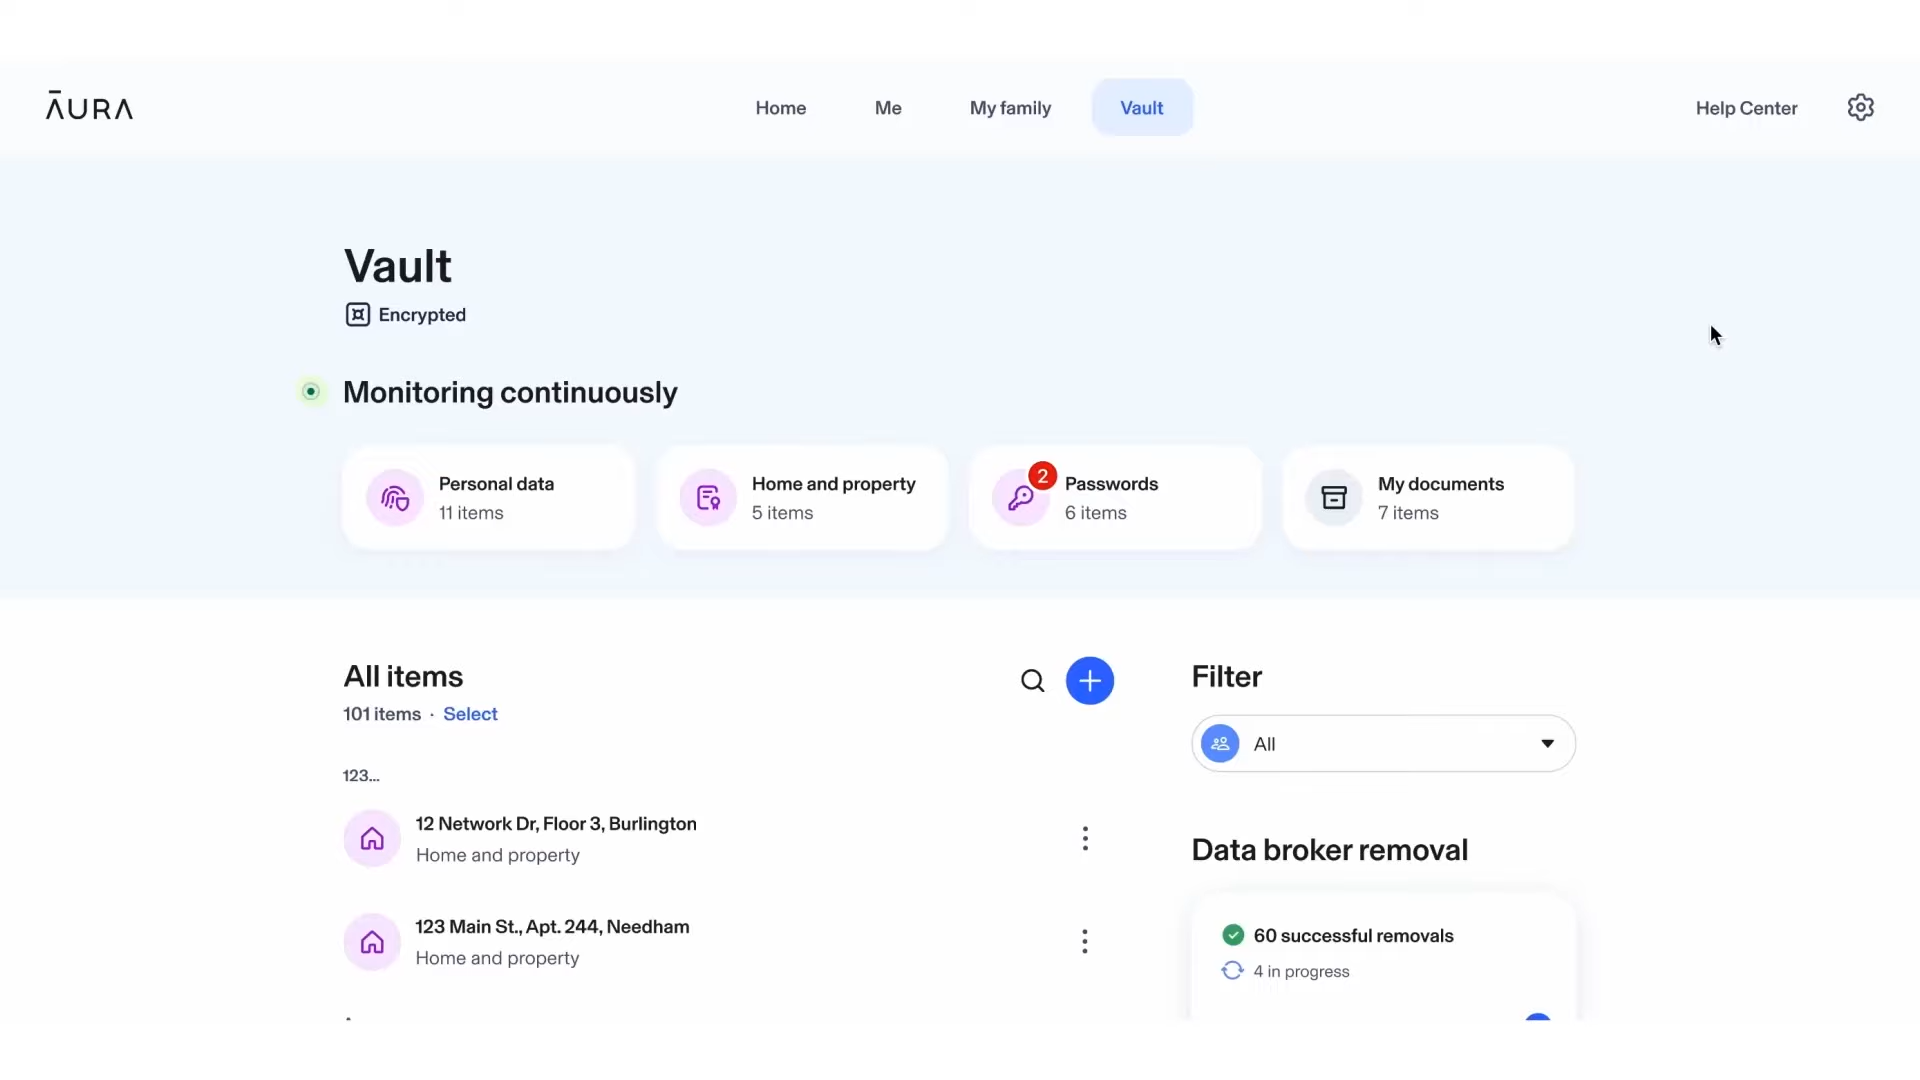 ĀURA
Home
Me
My family
Vault
Help Center
Vault
Encrypted
Monitoring continuously
Personal data
11 items
Home and property
5 items
2
Passwords
6 items
My documents
7 items
All items
101 items · Select
123...
12 Network Dr, Floor 3, Burlington
Home and property
123 Main St., Apt. 244, Needham
Home and property
Filter
All
Data broker removal
60 successful removals
4 in progress